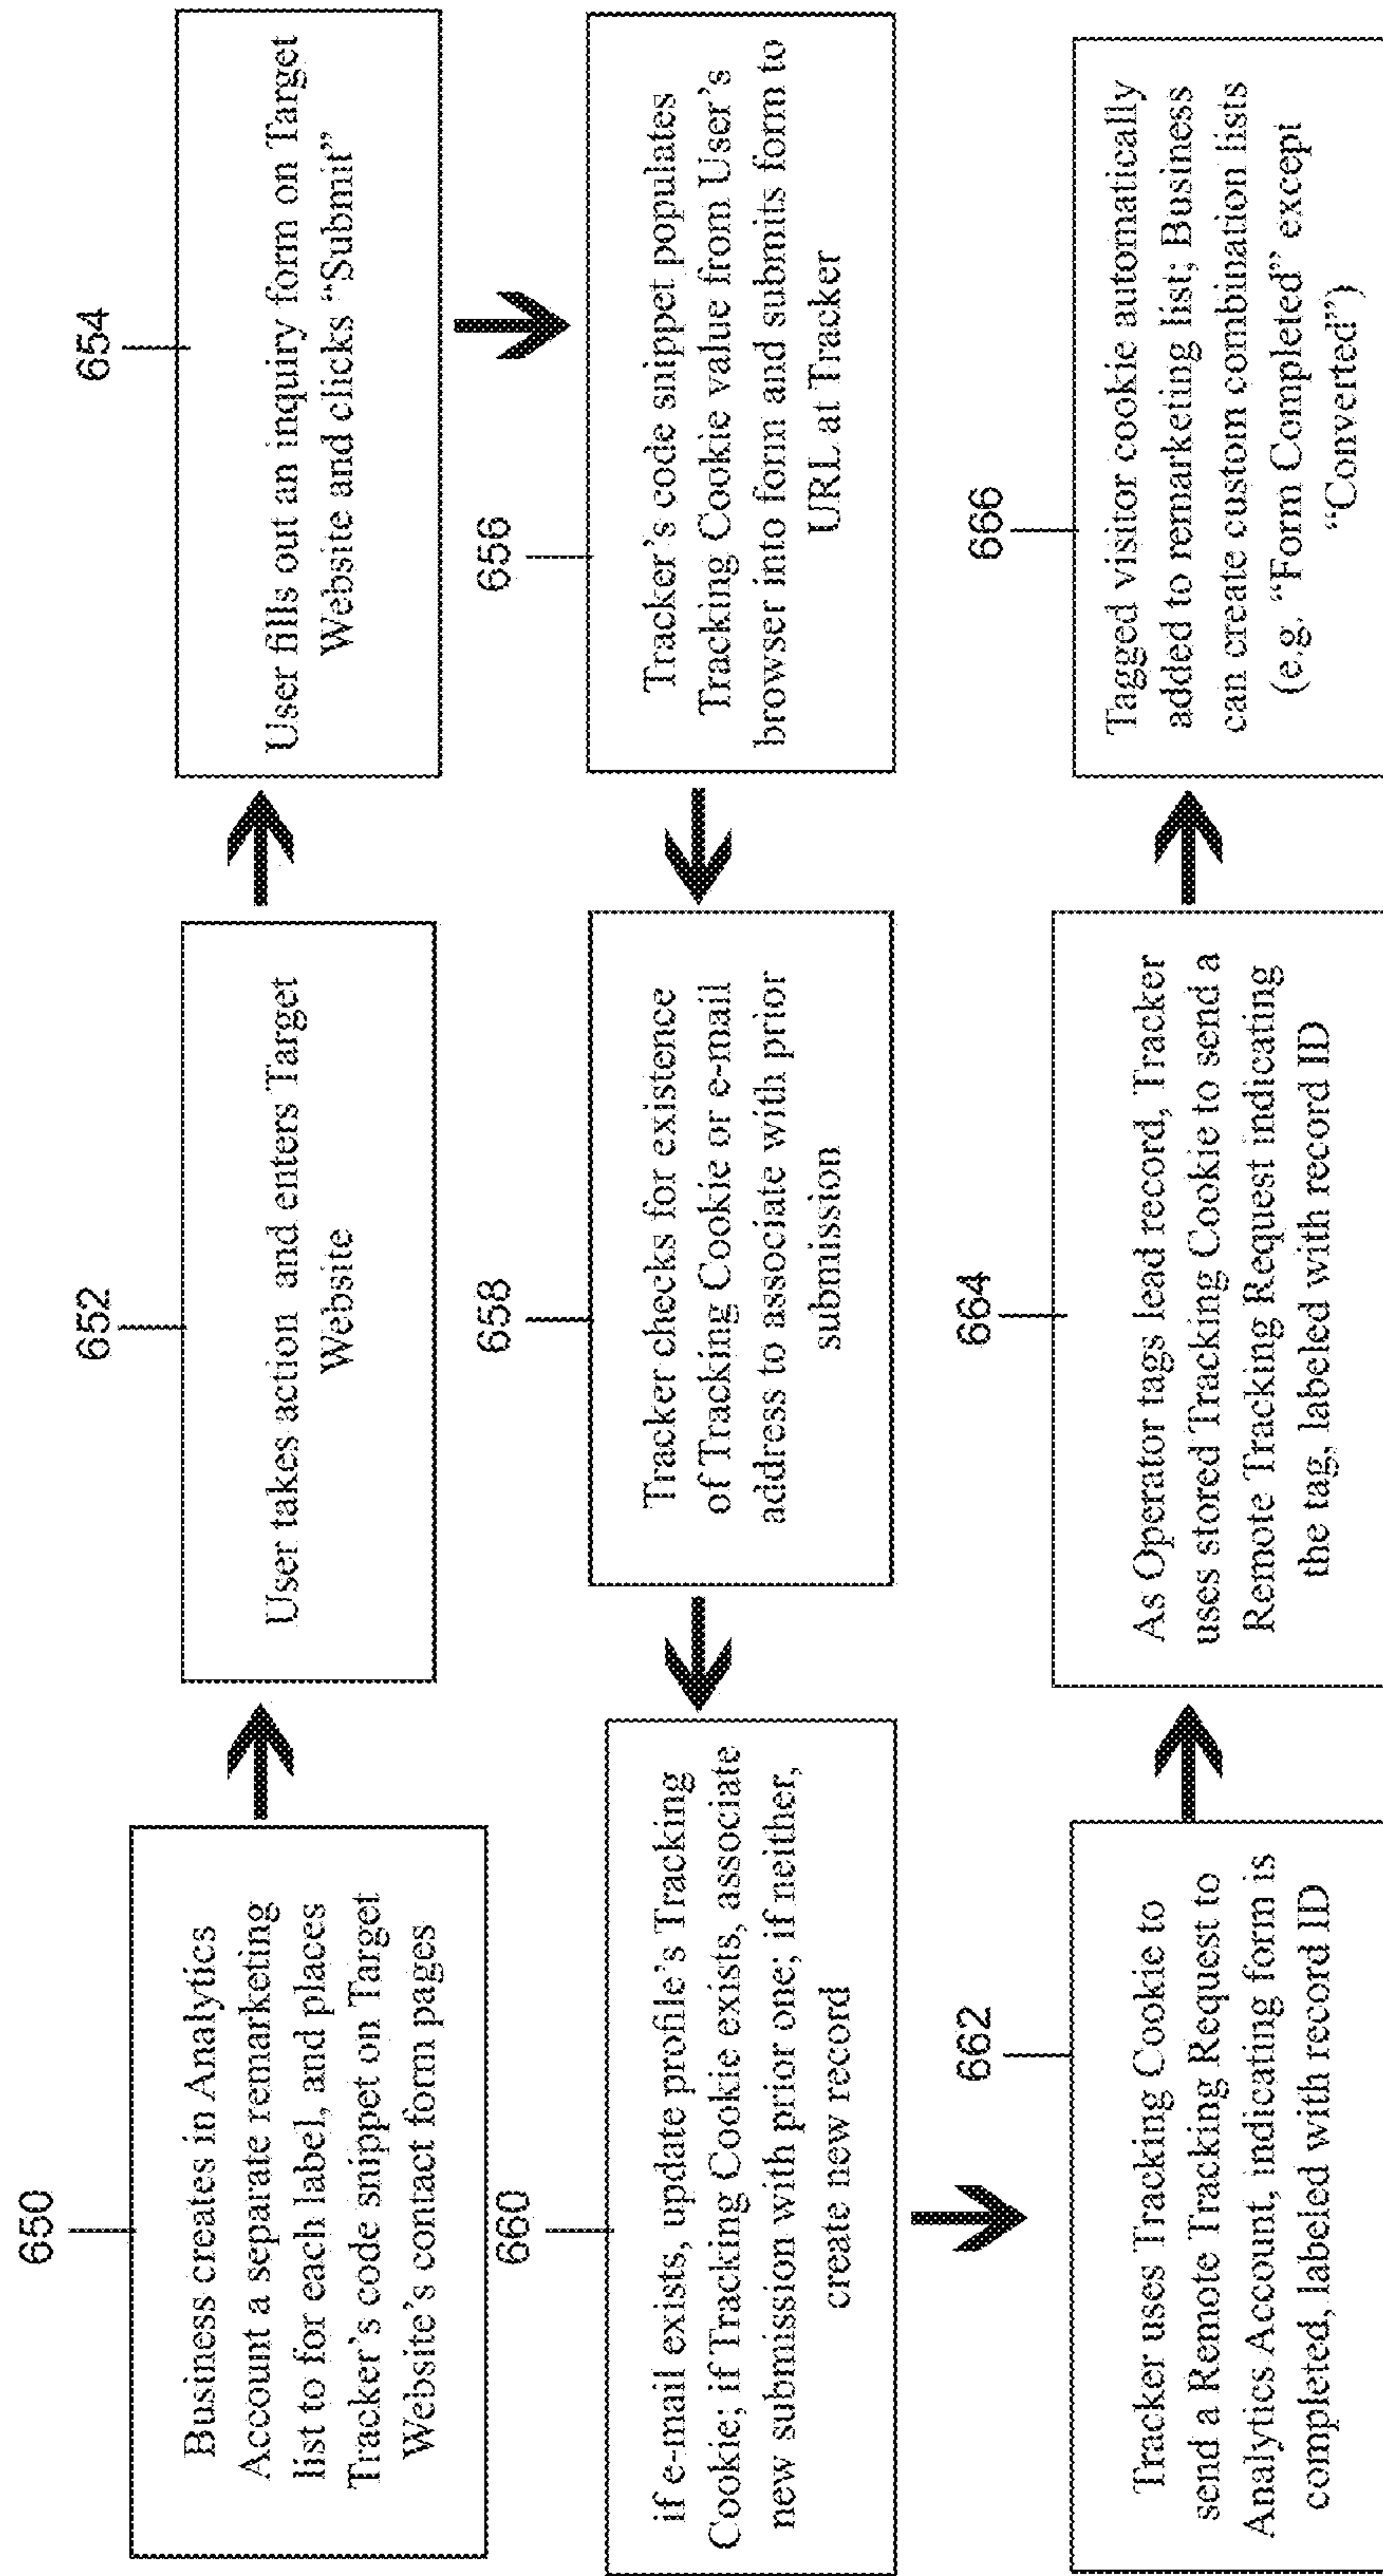 650
Business creates in Analytics
Account a separate remarketing
list to for each label, and places
Tracker's code snippet on Target
Website's contact form pages
652
User takes action and enters Target
Website
654
User fills out an inquiry form on Target
Website and clicks “Submit”
656
Tracker's code snippet populates
Tracking Cookie value from User's
browser into form and submits form to
URL at Tracker
658
Tracker checks for existence
of Tracking Cookie or e-mail
address to associate with prior
submission
660
if e-mail exists, update profile's Tracking
Cookie; if Tracking Cookie exists, associate
new submission with prior one; if neither,
create new record
662
Tracker uses Tracking Cookie to
send a Remote Tracking Request to
Analytics Account, indicating form is
completed, labeled with record ID
664
As Operator tags lead record, Tracker
uses stored Tracking Cookie to send a
Remote Tracking Request indicating
the tag, labeled with record ID
666
Tagged visitor cookie automatically
added to remarketing list; Business
can create custom combination lists
(e.g. “Form Completed” except
“Converted”)